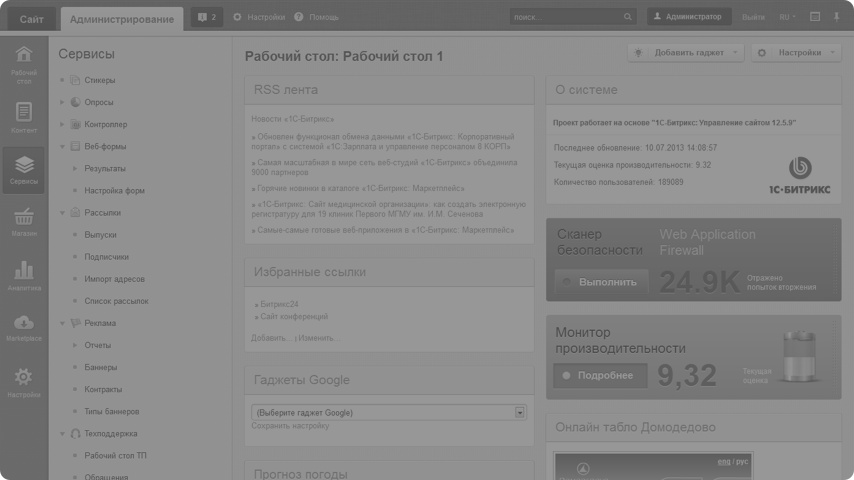 Сайт
Администрирование
2
Настройки
Помощь
поиск...
Администратор
Выйти
RU
Рабочий
стол
Контент
Сервисы
Магазин
Аналитика
Marketplace
Настройка
Сервисы
Стикеры
Опросы
Контроллер
Веб-формы
Результаты
Настройка форм
Рассылки
Выпуски
Подписчики
Импорт адресов
Список рассылок
Реклама
Отчеты
Баннеры
Контракты
Типы баннеров
Техподдержка
Рабочий стол ТП
Обращения
Рабочий стол: Рабочий стол 1
Добавить гаджет
Настройки
RSS лента
Новости «1С-Битрикс»
Обновлен функционал обмена данными «1С-Битрикс: Корпоративный
портал» с системой «1С:Зарплата и управление персоналом 8 КОРП»
Самая масштабная в мире сеть веб-студий «1С-Битрикс» объединила
9000 партнеров
Горячие новинки в каталоге «1С-Битрикс: Маркетплейс»
«1С-Битрикс: Сайт медицинской организации»: как создать электронную
регистратуру для 19 клиник Первого МГМУ им. И.М. Сеченова
Самые-самые готовые веб-приложения в «1С-Битрикс: Маркетплейс»
Избранные ссылки
Битрикс24
Сайт конференций
Добавить... | Изменить...
Гаджеты Google
(Выберите гаджет Google)
Сохранить настройку
Прогноз погоды
О системе
Проект работает на основе "1С-Битрикс: Управление сайтом 12.5.9"
Последнее обновление: 10.07.2013 14:08:57
Текущая оценка производительности: 9.32
Количество пользователей: 189089
1С-БИТРИКС
Сканер
безопасности
Web Application
Firewall
Выполнить
24.9K
Отражено
попыток вторжения
Монитор
производительности
Подробнее
9,32
Текущая
оценка
Онлайн табло Домодедово
eng / рус